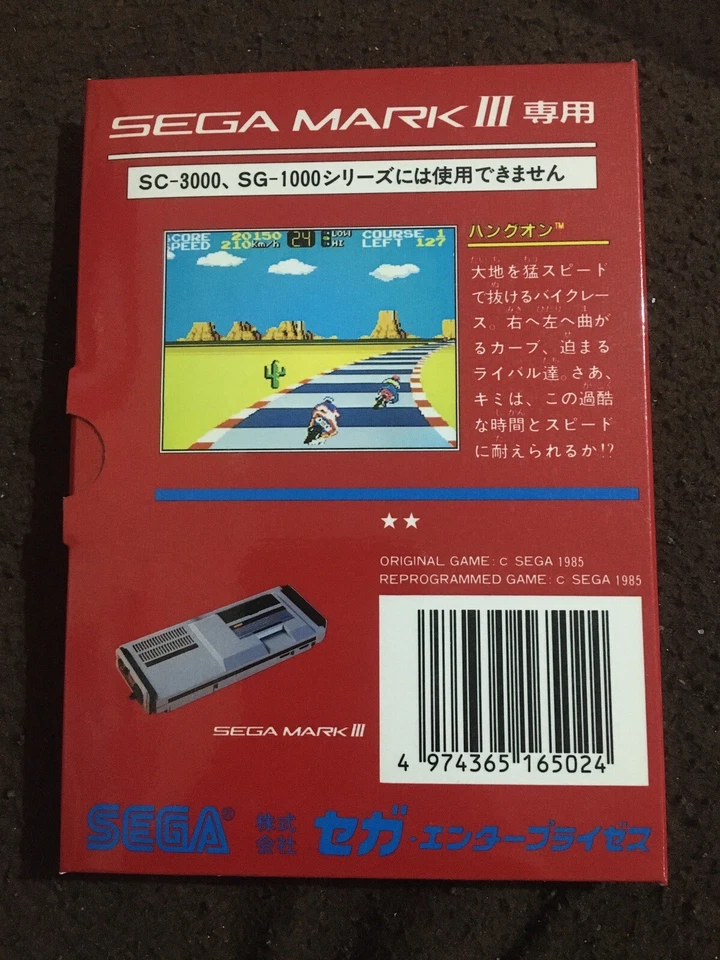 SEGA MARK III 専用
SC-3000、SG-1000シリーズには使用できません
SCORE 20150 24 LOW COURSE 1
SPEED 210km/h HI LEFT 127
ハングオン™
大地を猛スピード
で抜けるバイクレー
ス。右へ左へ曲が
るカーブ、迫まる
ライバル達。さあ、
キミは、この過酷
な時間とスピード
に耐えられるか!?
★★
ORIGINAL GAME: c SEGA 1985
REPROGRAMMED GAME: c SEGA 1985
SEGA MARK III
4 974365 165024
SEGA® 株式会社 セガ・エンタープライゼス